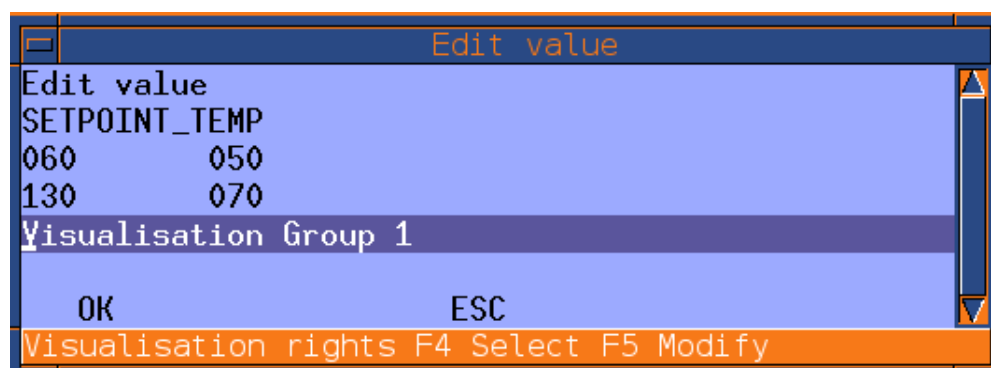 Edit value
Edit value
SETPOINT_TEMP
060 050
130 070
Visualisation Group 1
OK ESC
Visualisation rights F4 Select F5 Modify